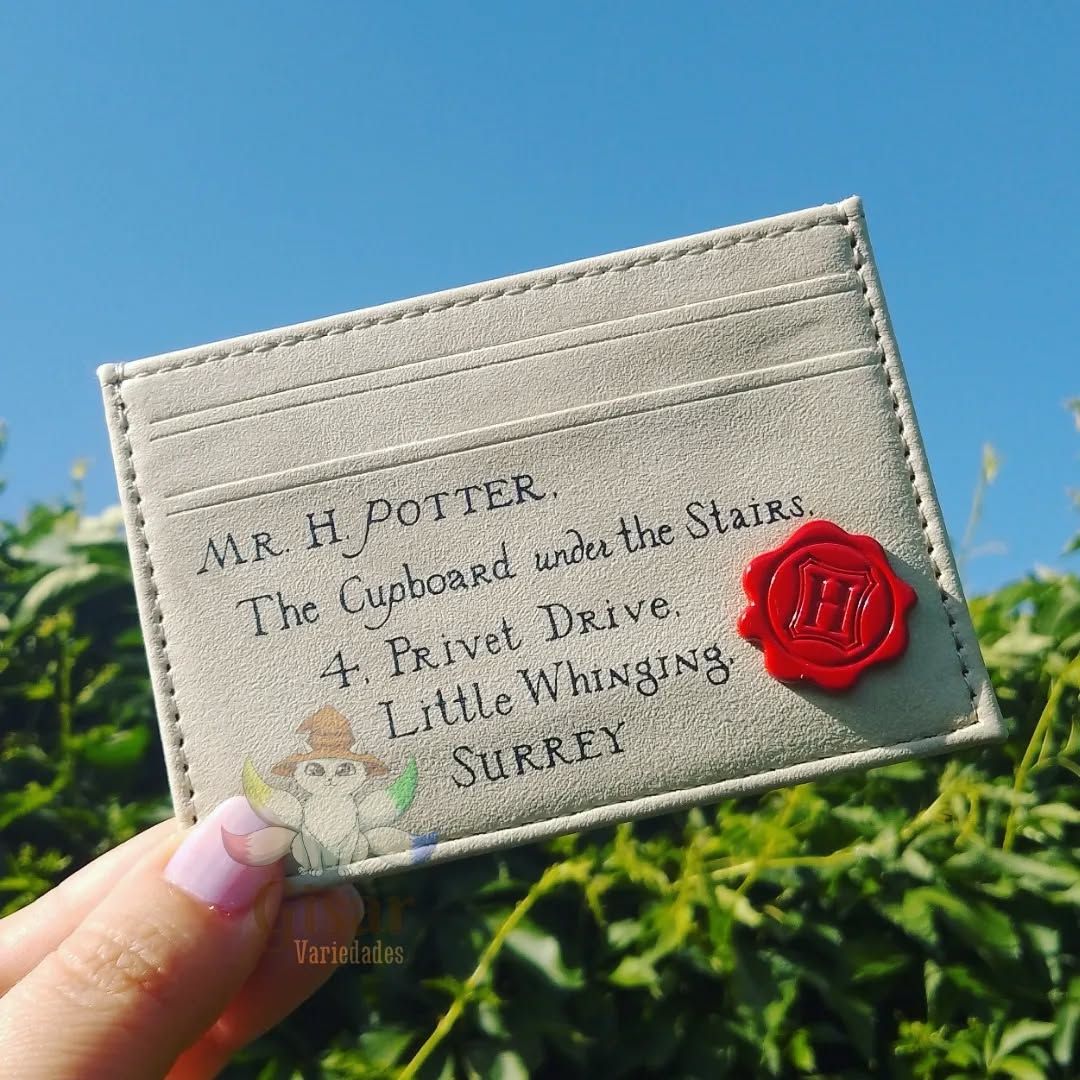 Mr. H. Potter,
The Cupboard under the Stairs,
4, Privet Drive,
Little Whinging,
SURREY
H
Variedades